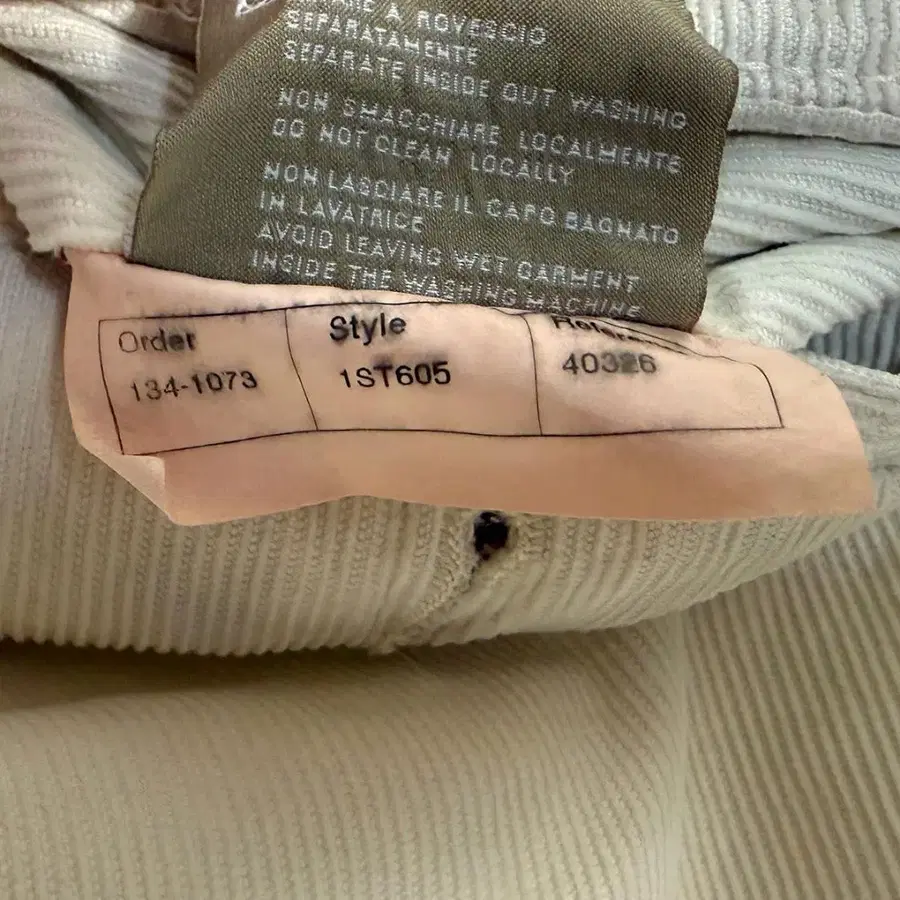 A ROVESCIO
SEPARATAMENTE
SEPARATE INSIDE OUT WASHING
NON SMACCHIARE LOCALMENTE
DO NOT CLEAN LOCALLY
NON LASCIARE IL CAPO BAGNATO
IN LAVATRICE
AVOID LEAVING WET GARMENT
INSIDE THE WASHING MACHINE
Order Style
134-1073 1ST605 40326